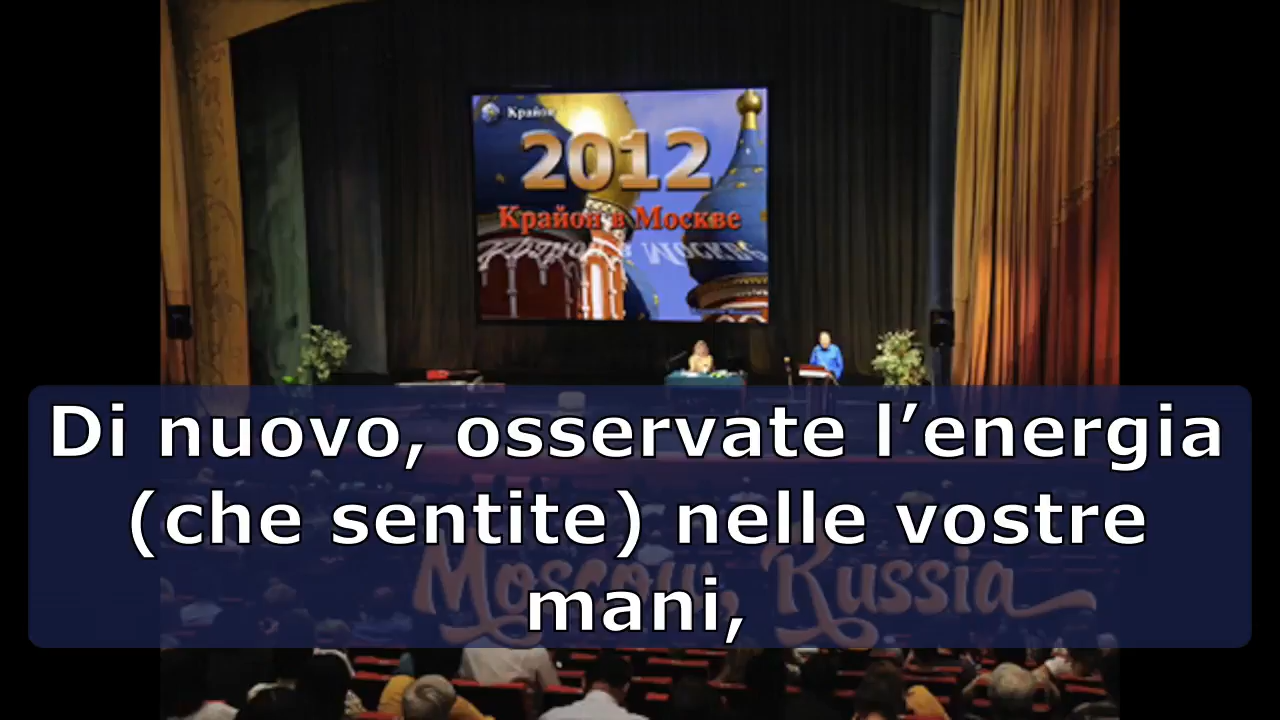 Крайон
2012
Крайон в Москве
Di nuovo, osservate l’energia
(che sentite) nelle vostre
mani,
Moscow, Russia